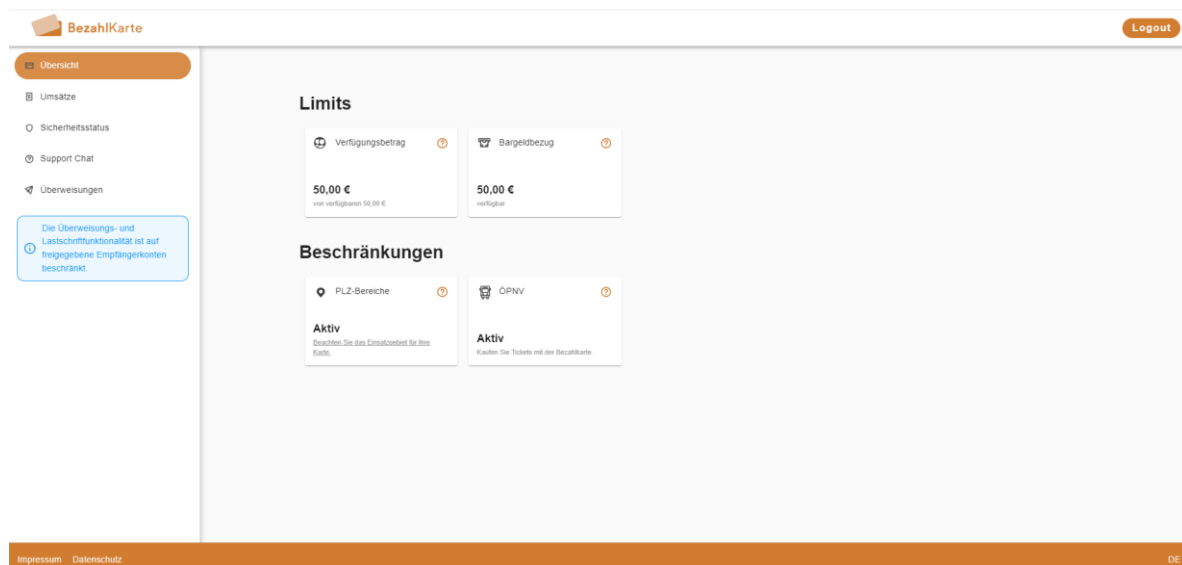 BezahlKarte
Logout
Übersicht
Umsätze
Sicherheitsstatus
Support Chat
Überweisungen
Die Überweisungs- und
Lastschriftfunktionalität ist auf
freigegebene Empfängerkonten
beschränkt.
Limits
Verfügungsbetrag
50,00 €
von verfügbaren 50,00 €
Bargeldbezug
50,00 €
verfügbar
Beschränkungen
PLZ-Bereiche
Aktiv
Beachten Sie das Einsatzgebiet für Ihre
Karte.
ÖPNV
Aktiv
Kaufen Sie Tickets mit der Bezahlkarte.
Impressum Datenschutz
DE